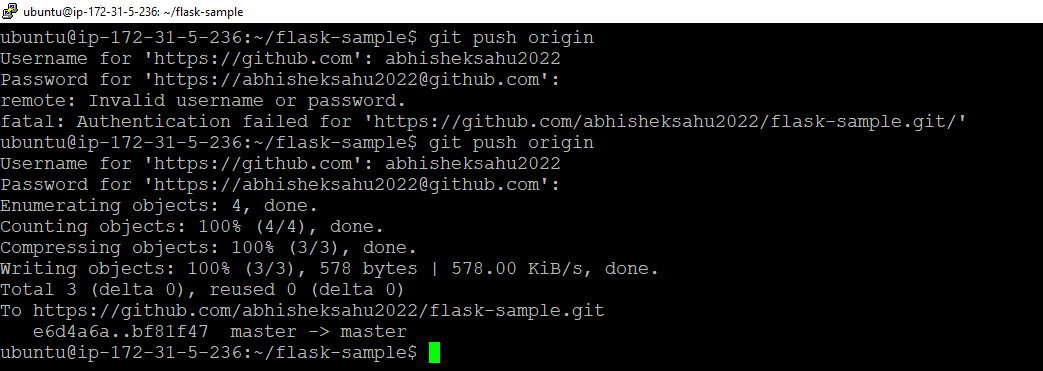 ubuntu@ip-172-31-5-236: ~/flask-sample
ubuntu@ip-172-31-5-236:~/flask-sample$ git push origin
Username for 'https://github.com': abhisheksahu2022
Password for 'https://abhisheksahu2022@github.com':
remote: Invalid username or password.
fatal: Authentication failed for 'https://github.com/abhisheksahu2022/flask-sample.git/'
ubuntu@ip-172-31-5-236:~/flask-sample$ git push origin
Username for 'https://github.com': abhisheksahu2022
Password for 'https://abhisheksahu2022@github.com':
Enumerating objects: 4, done.
Counting objects: 100% (4/4), done.
Compressing objects: 100% (3/3), done.
Writing objects: 100% (3/3), 578 bytes | 578.00 KiB/s, done.
Total 3 (delta 0), reused 0 (delta 0)
To https://github.com/abhisheksahu2022/flask-sample.git
   e6d4a6a..bf81f47  master -> master
ubuntu@ip-172-31-5-236:~/flask-sample$